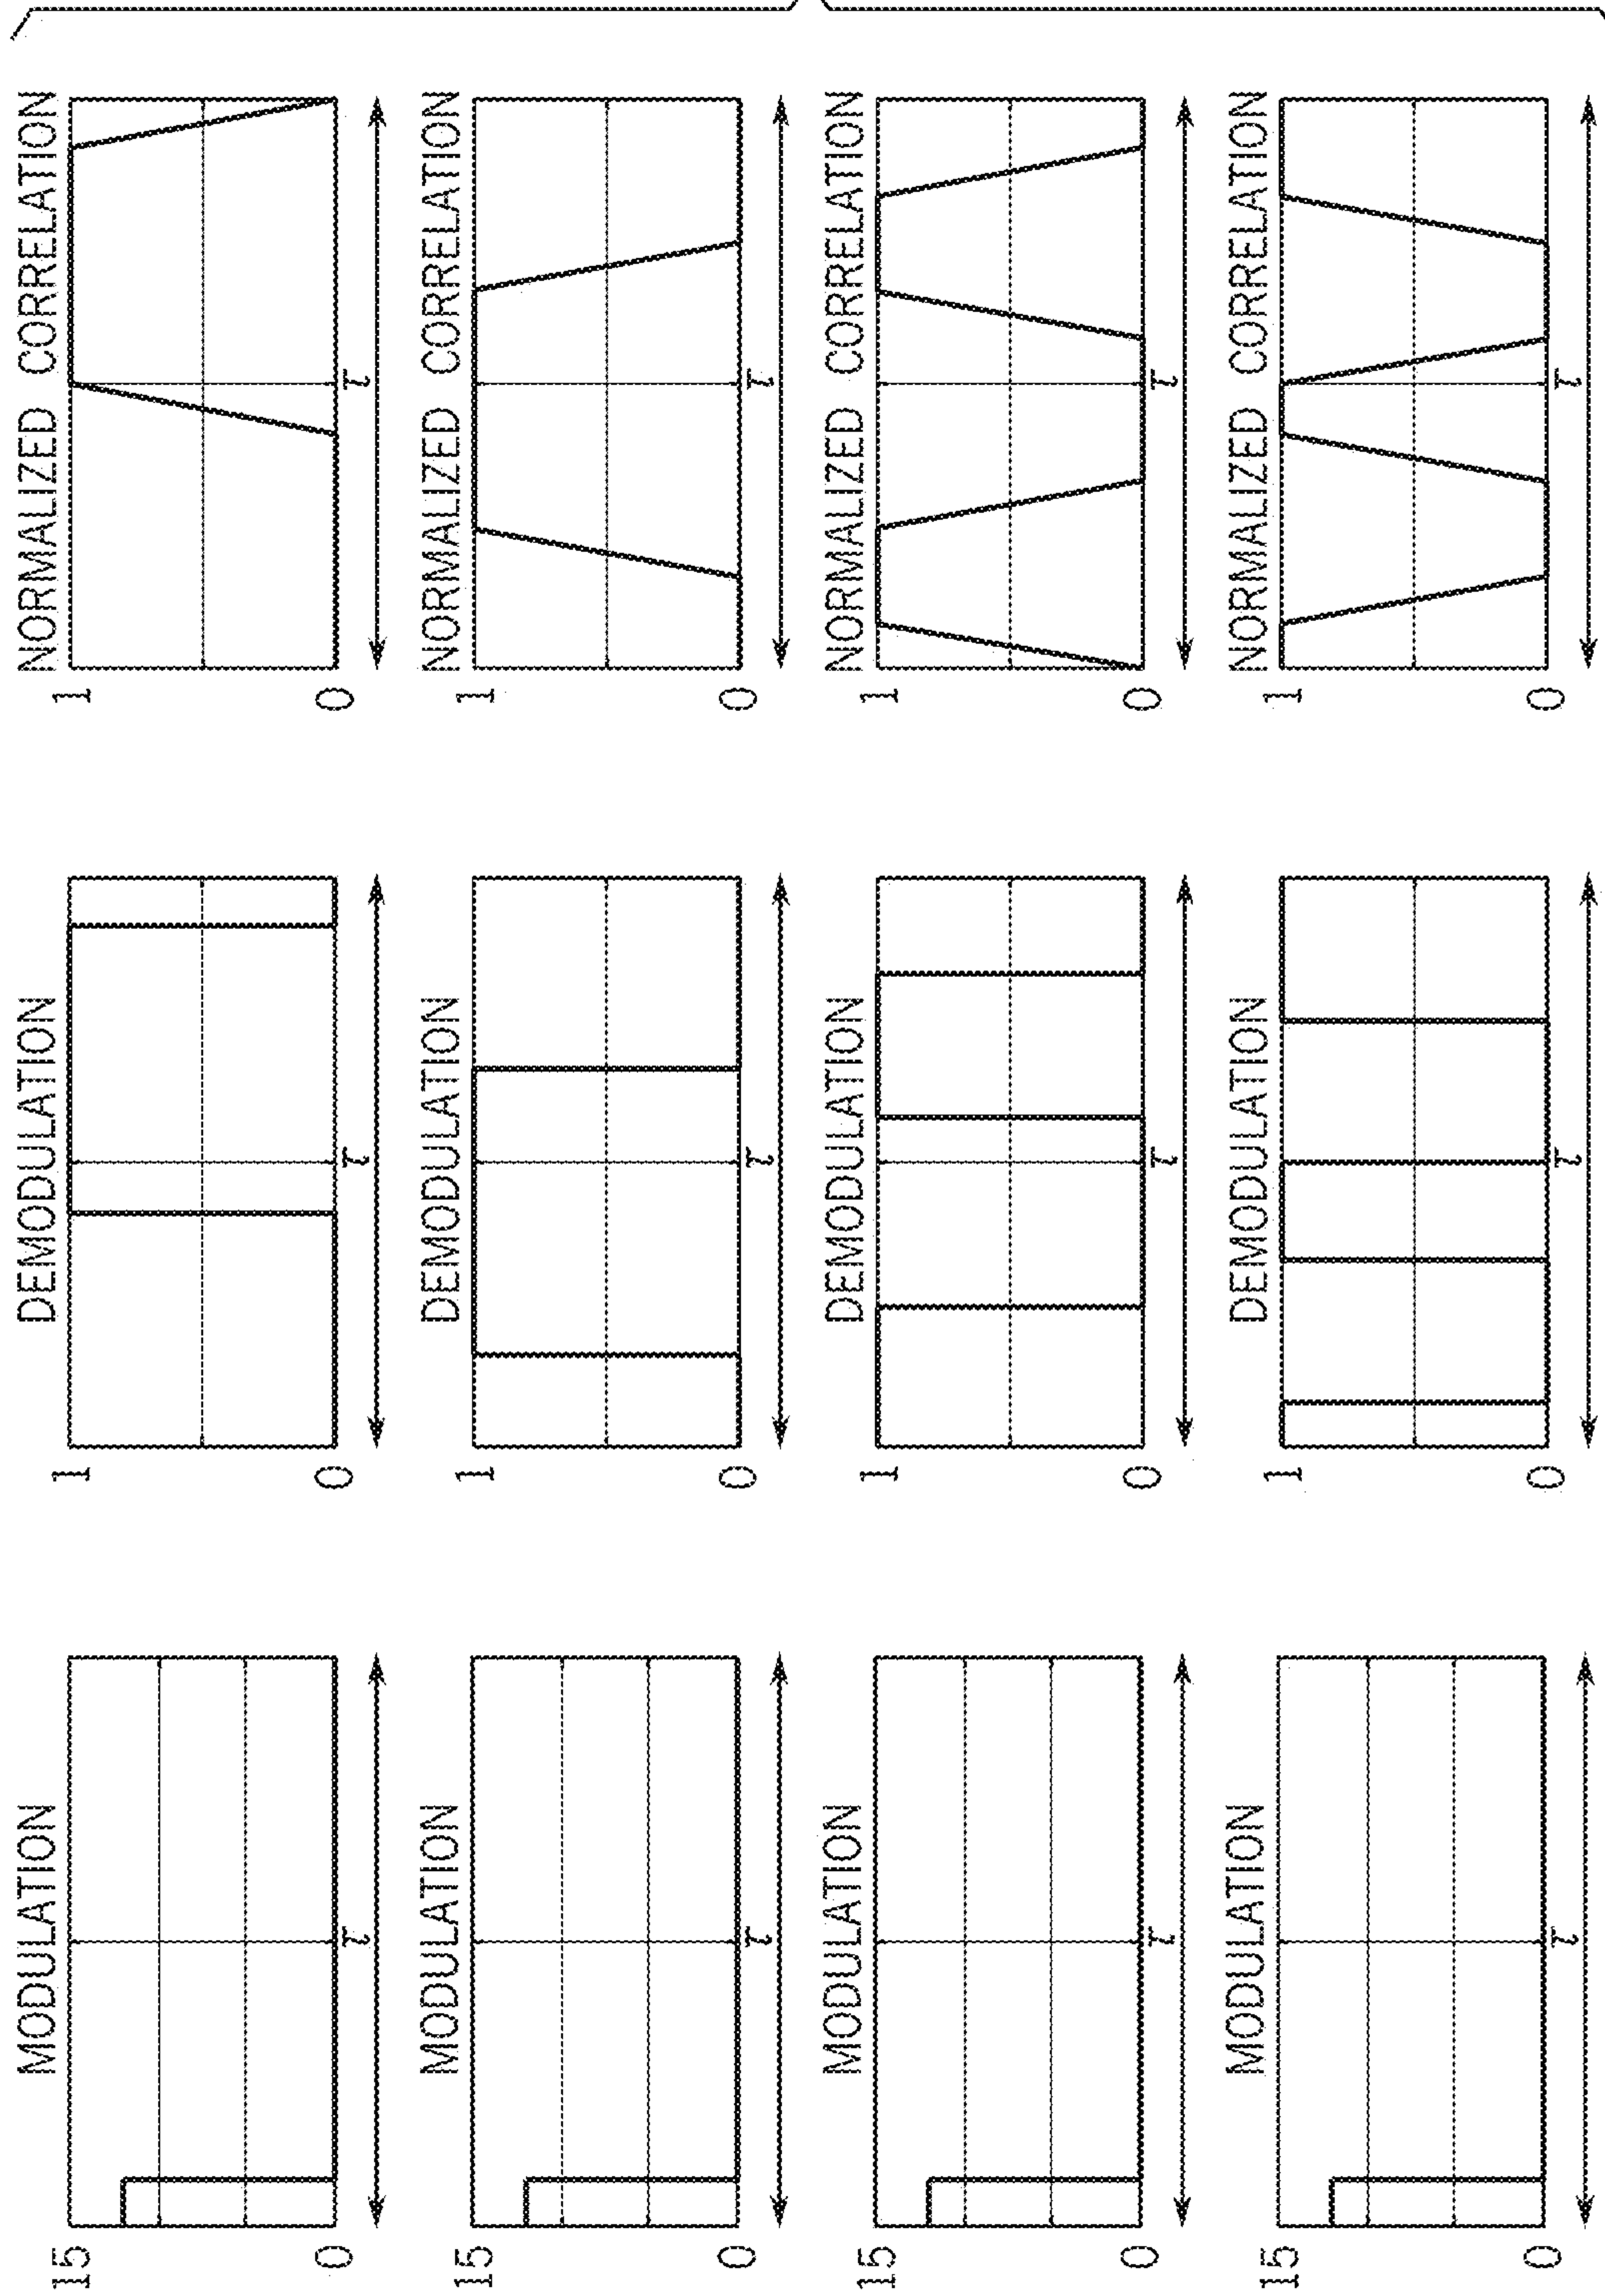 MODULATION
15
0
τ
DEMODULATION
1
0
τ
NORMALIZED CORRELATION
1
0
τ
MODULATION
15
0
τ
DEMODULATION
1
0
τ
NORMALIZED CORRELATION
1
0
τ
MODULATION
15
0
τ
DEMODULATION
1
0
τ
NORMALIZED CORRELATION
1
0
τ
MODULATION
15
0
τ
DEMODULATION
1
0
τ
NORMALIZED CORRELATION
1
0
τ